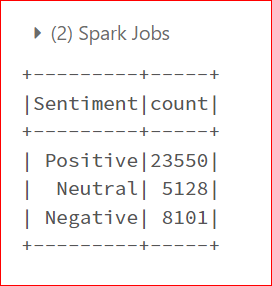 (2) Spark Jobs
+---------+-----+
|Sentiment|count|
+---------+-----+
| Positive|23550|
|  Neutral| 5128|
| Negative| 8101|
+---------+-----+